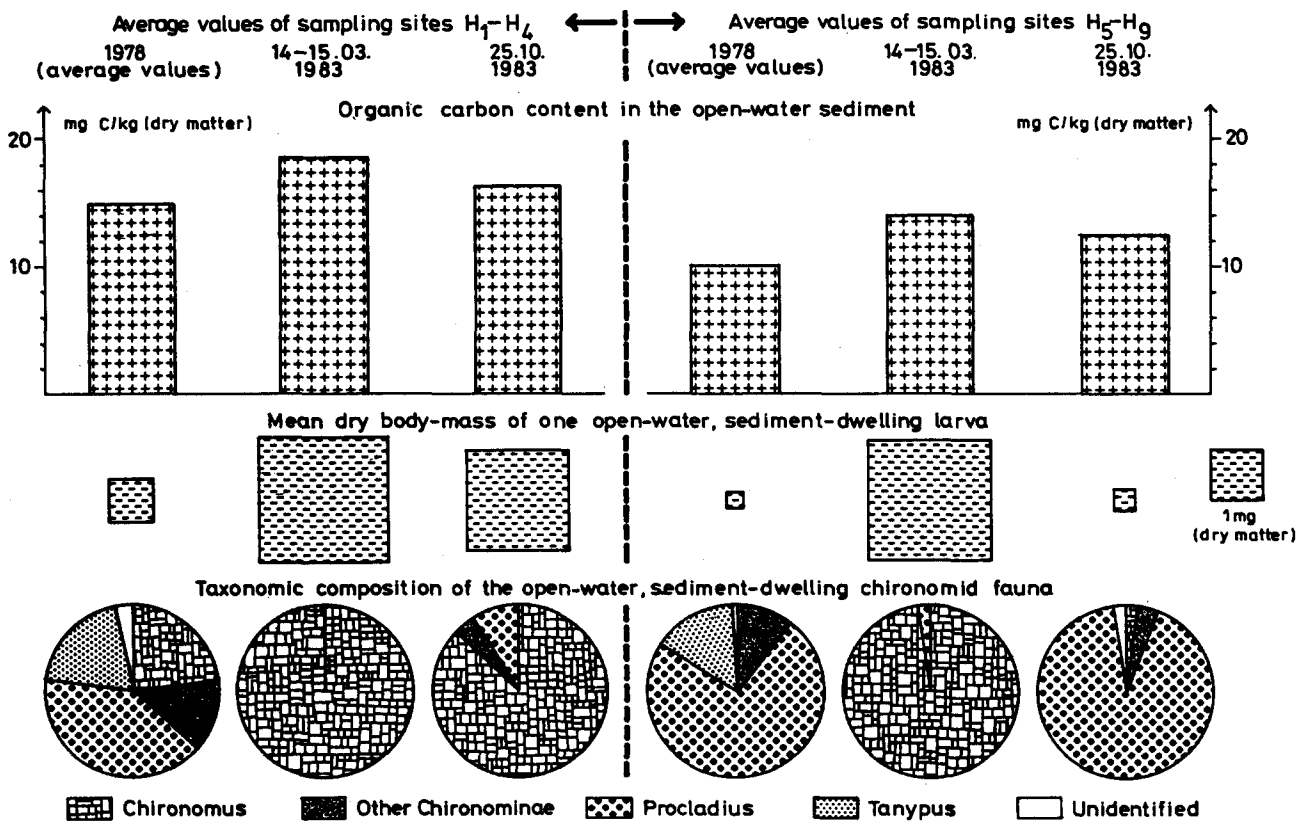 Average values of sampling sites H1–H4
Average values of sampling sites H5–H9
1978
(average values)
14–15.03.
1983
25.10.
1983
1978
(average values)
14–15.03.
1983
25.10.
1983
Organic carbon content in the open-water sediment
mg C/kg (dry matter)
mg C/kg (dry matter)
20
10
20
10
Mean dry body-mass of one open-water, sediment-dwelling larva
1mg
(dry matter)
Taxonomic composition of the open-water, sediment-dwelling chironomid fauna
Chironomus
Other Chironominae
Procladius
Tanypus
Unidentified